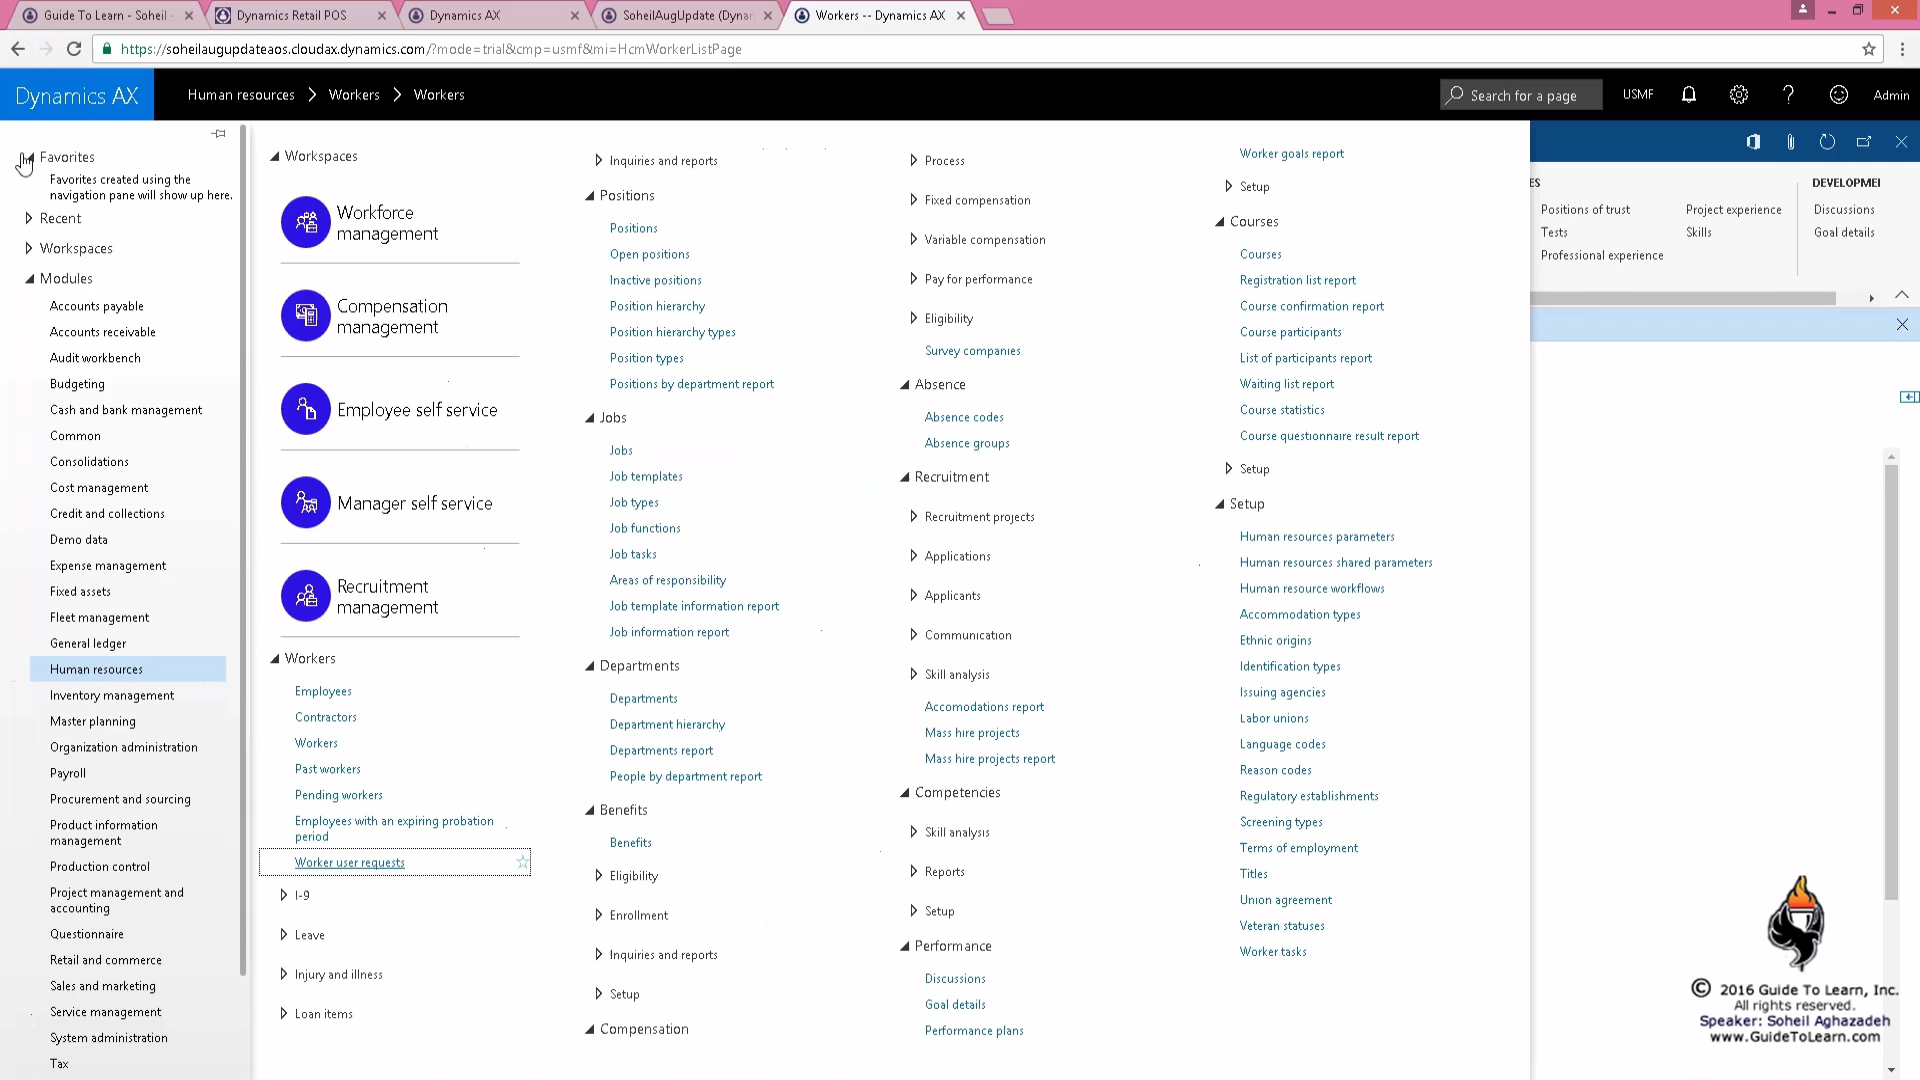 Guide To Learn - Soheil -
Dynamics Retail POS
Dynamics AX
SoheilAugUpdate (Dynar
Workers -- Dynamics AX
https://soheilaugupdateaos.cloudax.dynamics.com/?mode=trial&cmp=usmf&mi=HcmWorkerListPage
Dynamics AX
Human resources > Workers > Workers
Search for a page
USMF
Admin
Favorites
Favorites created using the
navigation pane will show up here.
Recent
Workspaces
Modules
Accounts payable
Accounts receivable
Audit workbench
Budgeting
Cash and bank management
Common
Consolidations
Cost management
Credit and collections
Demo data
Expense management
Fixed assets
Fleet management
General ledger
Human resources
Inventory management
Master planning
Organization administration
Payroll
Procurement and sourcing
Product information
management
Production control
Project management and
accounting
Questionnaire
Retail and commerce
Sales and marketing
Service management
System administration
Tax
Workspaces
Workforce
management
Compensation
management
Employee self service
Manager self service
Recruitment
management
Workers
Employees
Contractors
Workers
Past workers
Pending workers
Employees with an expiring probation
period
Worker user requests
I-9
Leave
Injury and illness
Loan items
Inquiries and reports
Positions
Positions
Open positions
Inactive positions
Position hierarchy
Position hierarchy types
Position types
Positions by department report
Jobs
Jobs
Job templates
Job types
Job functions
Job tasks
Areas of responsibility
Job template information report
Job information report
Departments
Departments
Department hierarchy
Departments report
People by department report
Benefits
Benefits
Eligibility
Enrollment
Inquiries and reports
Setup
Compensation
Process
Fixed compensation
Variable compensation
Pay for performance
Eligibility
Survey companies
Absence
Absence codes
Absence groups
Recruitment
Recruitment projects
Applications
Applicants
Communication
Skill analysis
Accomodations report
Mass hire projects
Mass hire projects report
Competencies
Skill analysis
Reports
Setup
Performance
Discussions
Goal details
Performance plans
Worker goals report
Setup
Courses
Courses
Registration list report
Course confirmation report
Course participants
List of participants report
Waiting list report
Course statistics
Course questionnaire result report
Setup
Setup
Human resources parameters
Human resources shared parameters
Human resource workflows
Accommodation types
Ethnic origins
Identification types
Issuing agencies
Labor unions
Language codes
Reason codes
Regulatory establishments
Screening types
Terms of employment
Titles
Union agreement
Veteran statuses
Worker tasks
ES
Positions of trust
Tests
Professional experience
Project experience
Skills
DEVELOPMEI
Discussions
Goal details
© 2016 Guide To Learn, Inc.
All rights reserved.
Speaker: Soheil Aghazadeh
www.GuideToLearn.com